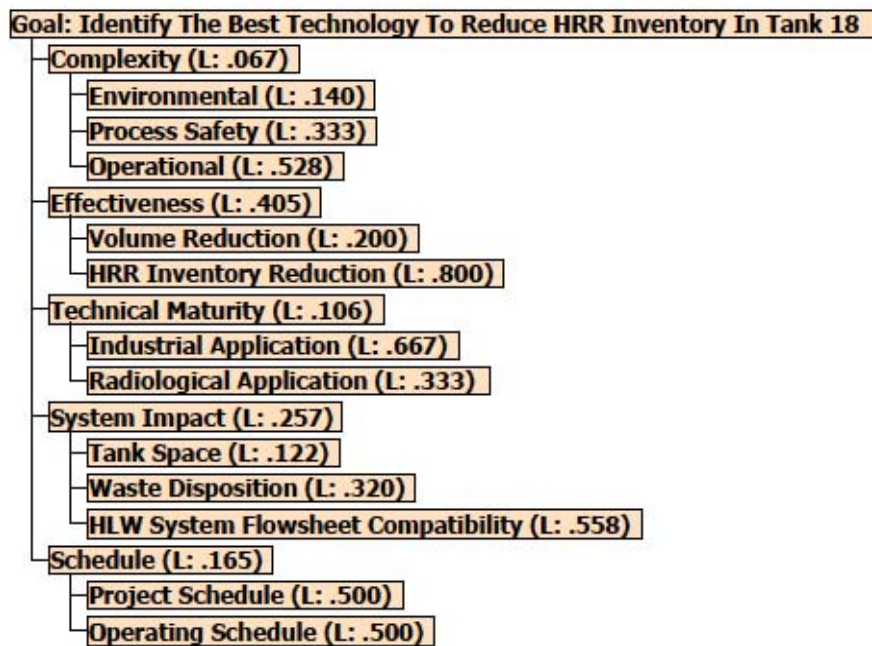 Goal: Identify The Best Technology To Reduce HRR Inventory In Tank 18
Complexity (L: .067)
Environmental (L: .140)
Process Safety (L: .333)
Operational (L: .528)
Effectiveness (L: .405)
Volume Reduction (L: .200)
HRR Inventory Reduction (L: .800)
Technical Maturity (L: .106)
Industrial Application (L: .667)
Radiological Application (L: .333)
System Impact (L: .257)
Tank Space (L: .122)
Waste Disposition (L: .320)
HLW System Flowsheet Compatibility (L: .558)
Schedule (L: .165)
Project Schedule (L: .500)
Operating Schedule (L: .500)